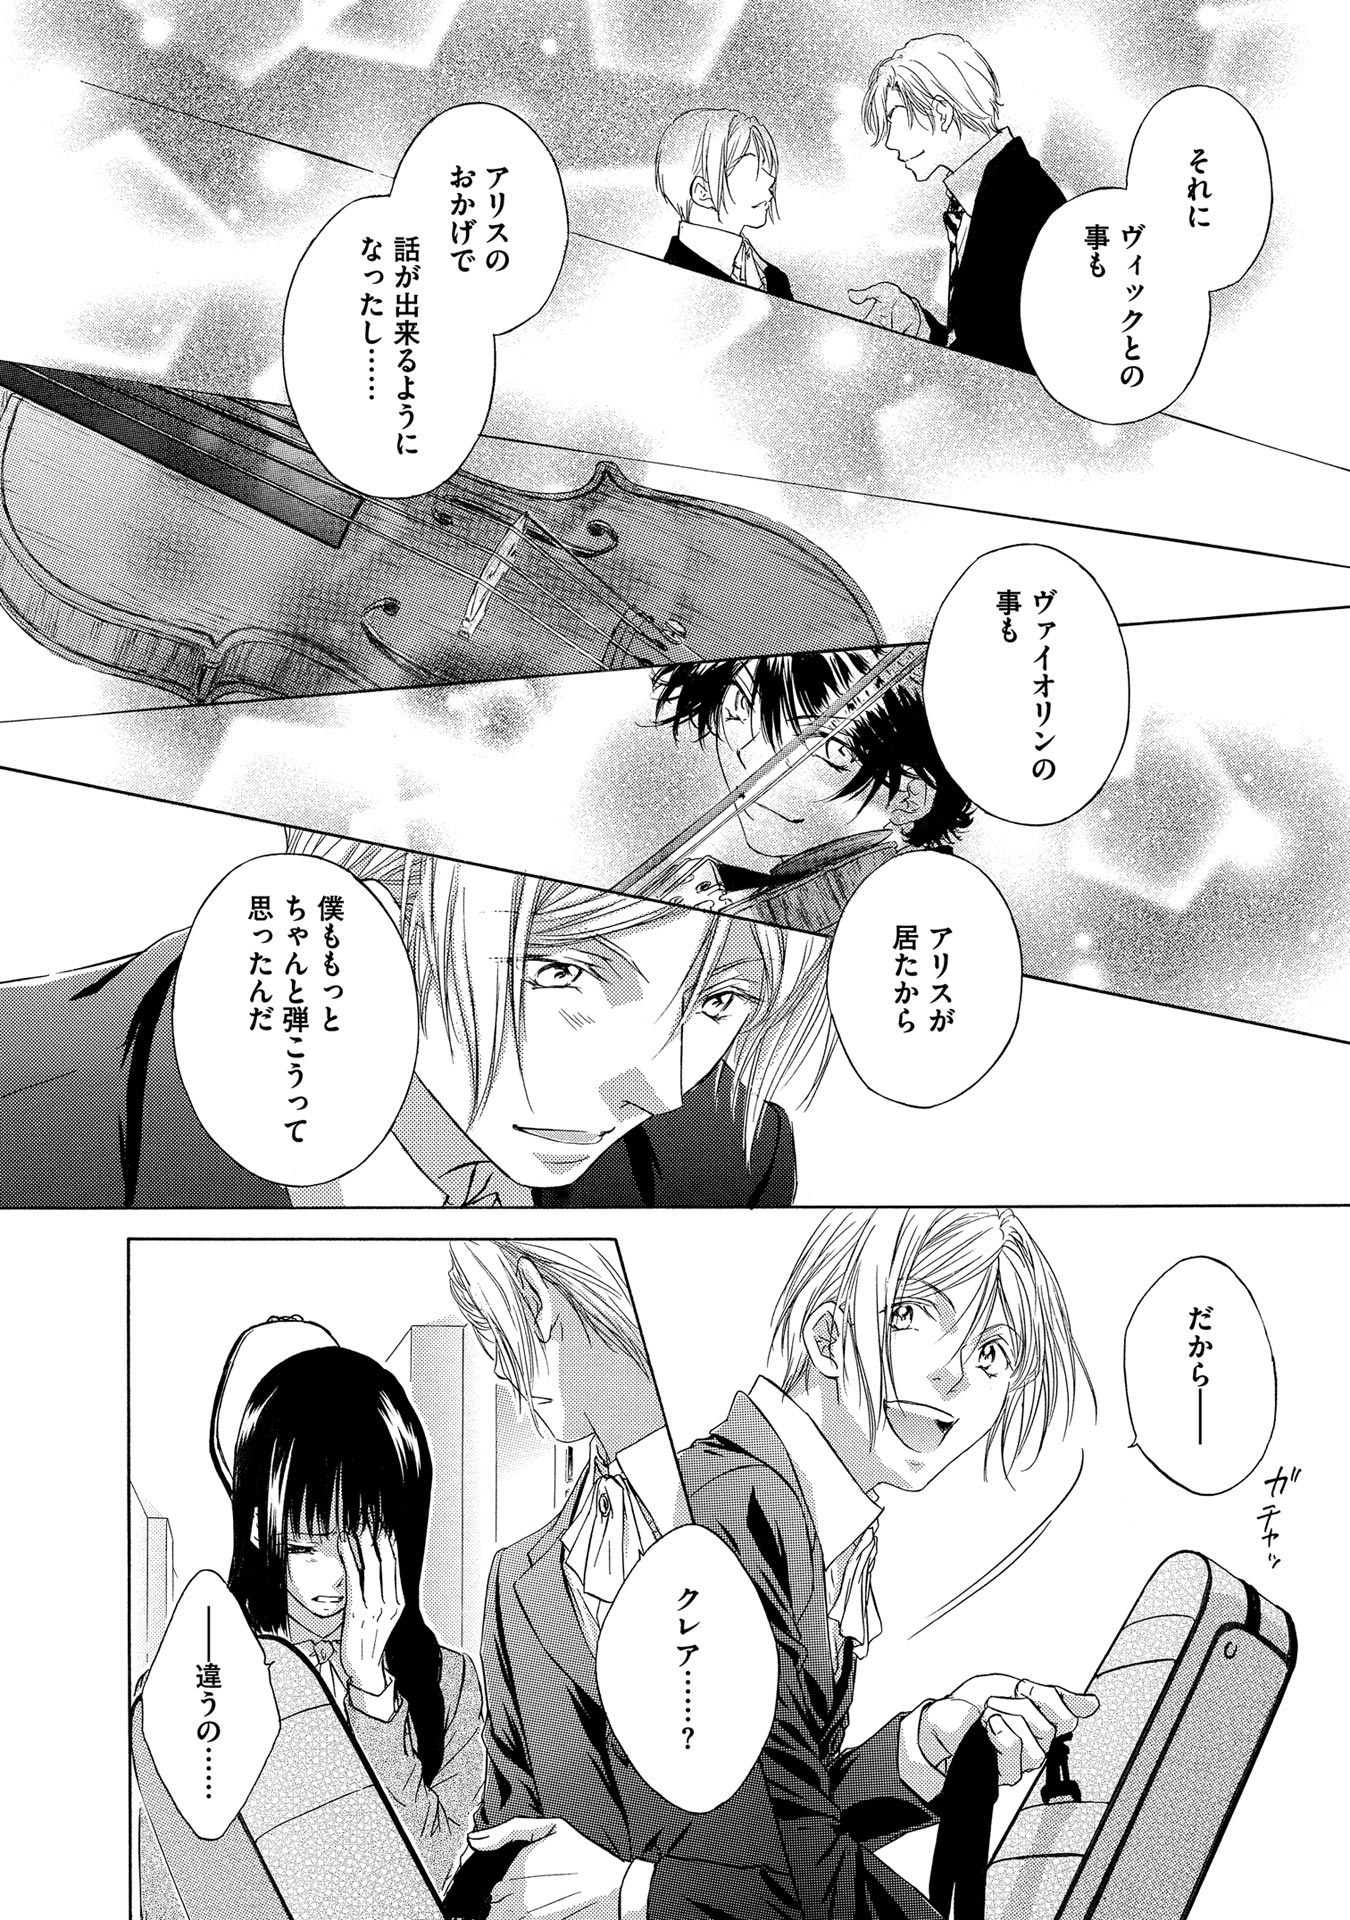 それに
ヴィックとの
事も
アリスの
おかげで
話が出来るように
なったし……
ヴァイオリンの
事も
アリスが
居たから
僕ももっと
ちゃんと弾こうって
思ったんだ
だから──
ガチャッ
クレア……？
──違うの……